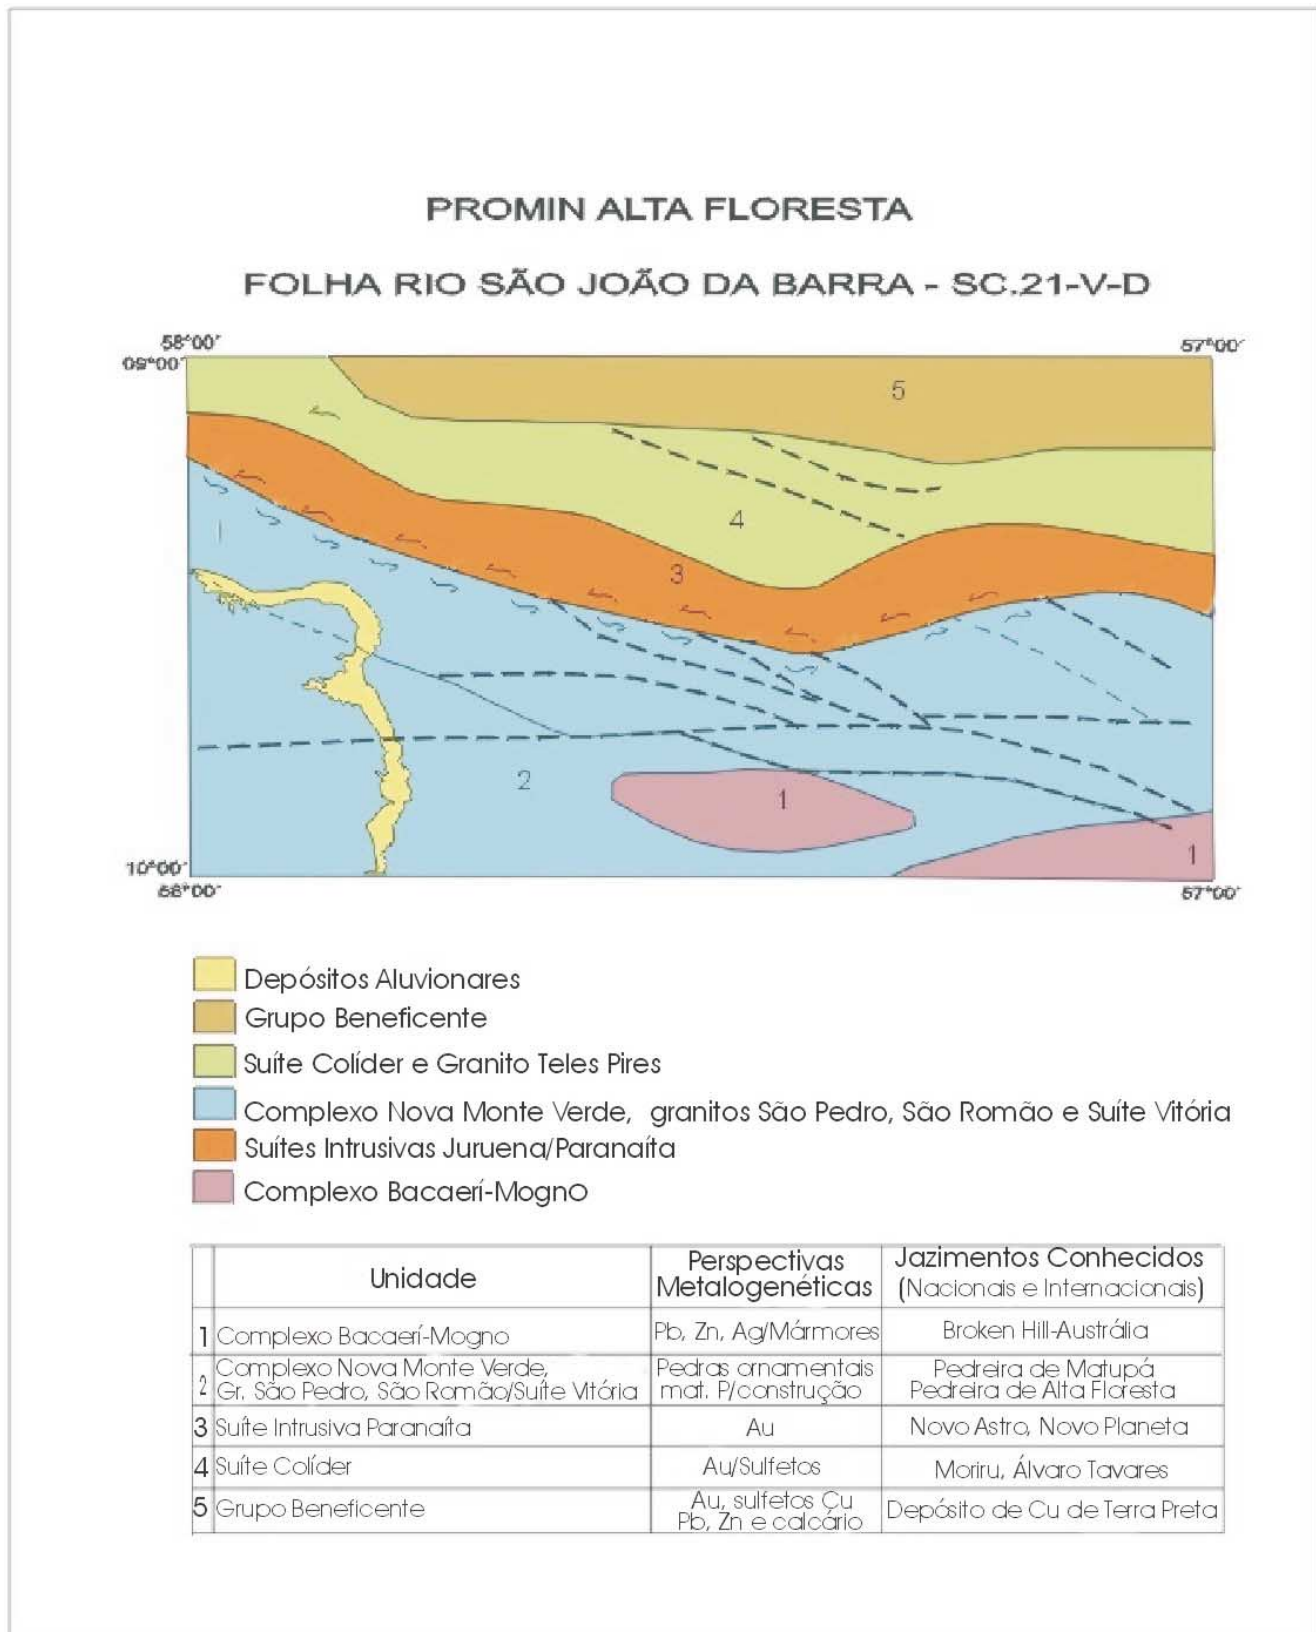 PROMIN ALTA FLORESTA
FOLHA RIO SÃO JOÃO DA BARRA - SC.21-V-D
58°00´
57°00´
09°00´
5
4
3
2
1
1
10°00´
58°00´
57°00´
Depósitos Aluvionares
Grupo Beneficente
Suíte Colíder e Granito Teles Pires
Complexo Nova Monte Verde, granitos São Pedro, São Romão e Suíte Vitória
Suítes Intrusivas Juruena/Paranaíta
Complexo Bacaerí-Mogno
Unidade
Perspectivas
Metalogenéticas
Jazimentos Conhecidos
(Nacionais e Internacionais)
1 Complexo Bacaerí-Mogno
Pb, Zn, Ag/Mármores
Broken Hill-Austrália
2 Complexo Nova Monte Verde,
Gr. São Pedro, São Romão/Suíte Vitória
Pedras ornamentais
mat. P/construção
Pedreira de Matupá
Pedreira de Alta Floresta
3 Suíte Intrusiva Paranaíta
Au
Novo Astro, Novo Planeta
4 Suíte Colíder
Au/Sulfetos
Moriru, Álvaro Tavares
5 Grupo Beneficente
Au, sulfetos Cu
Pb, Zn e calcário
Depósito de Cu de Terra Preta